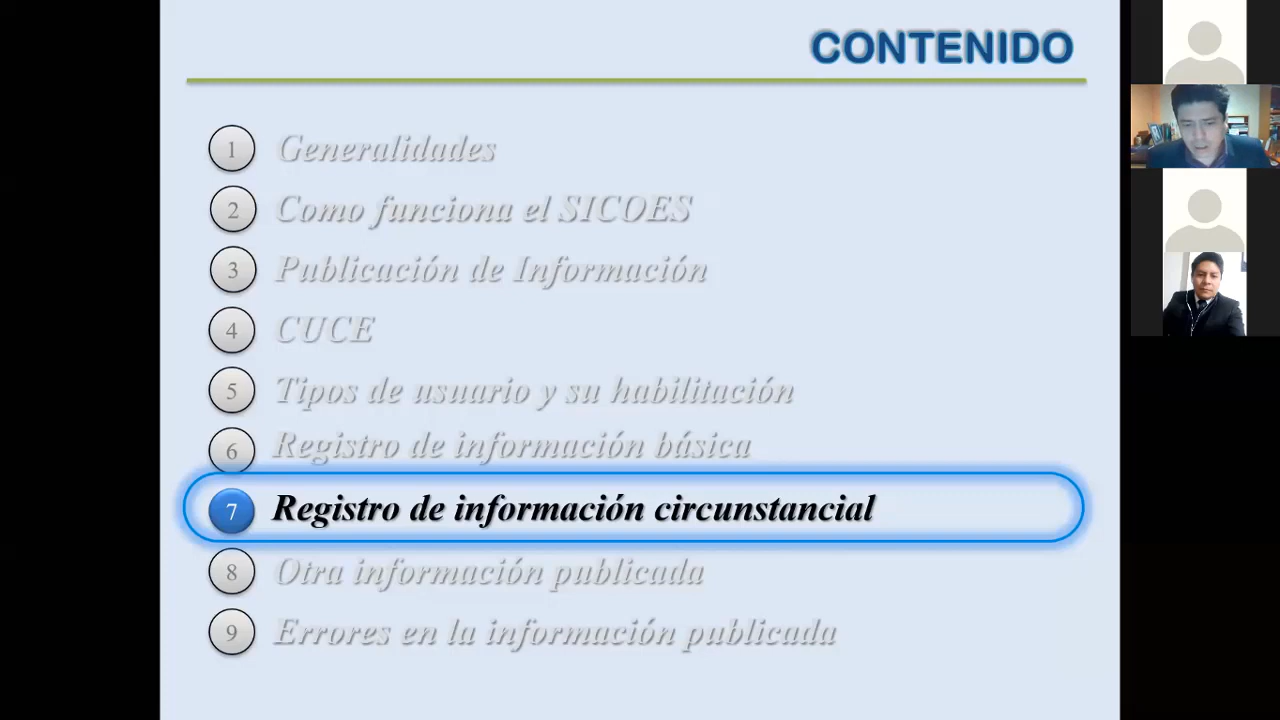 CONTENIDO
1 Generalidades
2 Como funciona el SICOES
3 Publicación de Información
4 CUCE
5 Tipos de usuario y su habilitación
6 Registro de información básica
7 Registro de información circunstancial
8 Otra información publicada
9 Errores en la información publicada